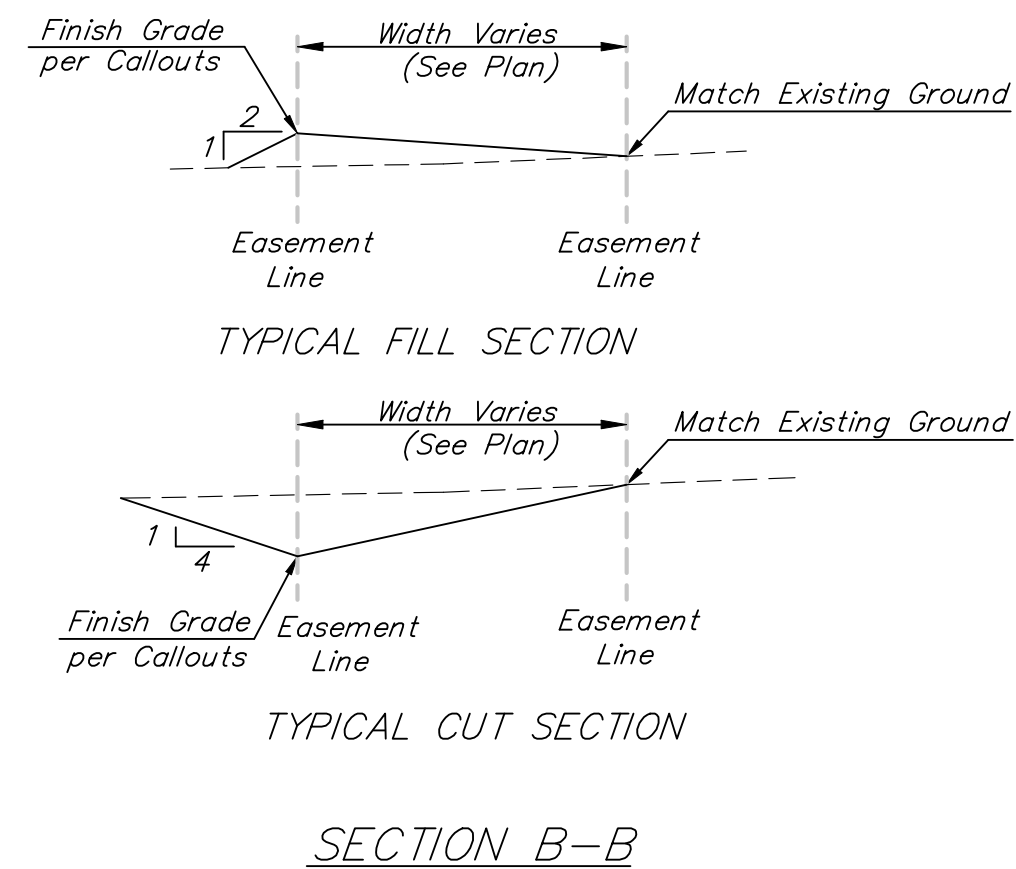 Finish Grade
per Callouts
Width Varies
(See Plan)
Match Existing Ground
2
1
Easement
Line
Easement
Line
TYPICAL FILL SECTION
Width Varies
(See Plan)
Match Existing Ground
1
4
Finish Grade
per Callouts
Easement
Line
Easement
Line
TYPICAL CUT SECTION
SECTION B-B